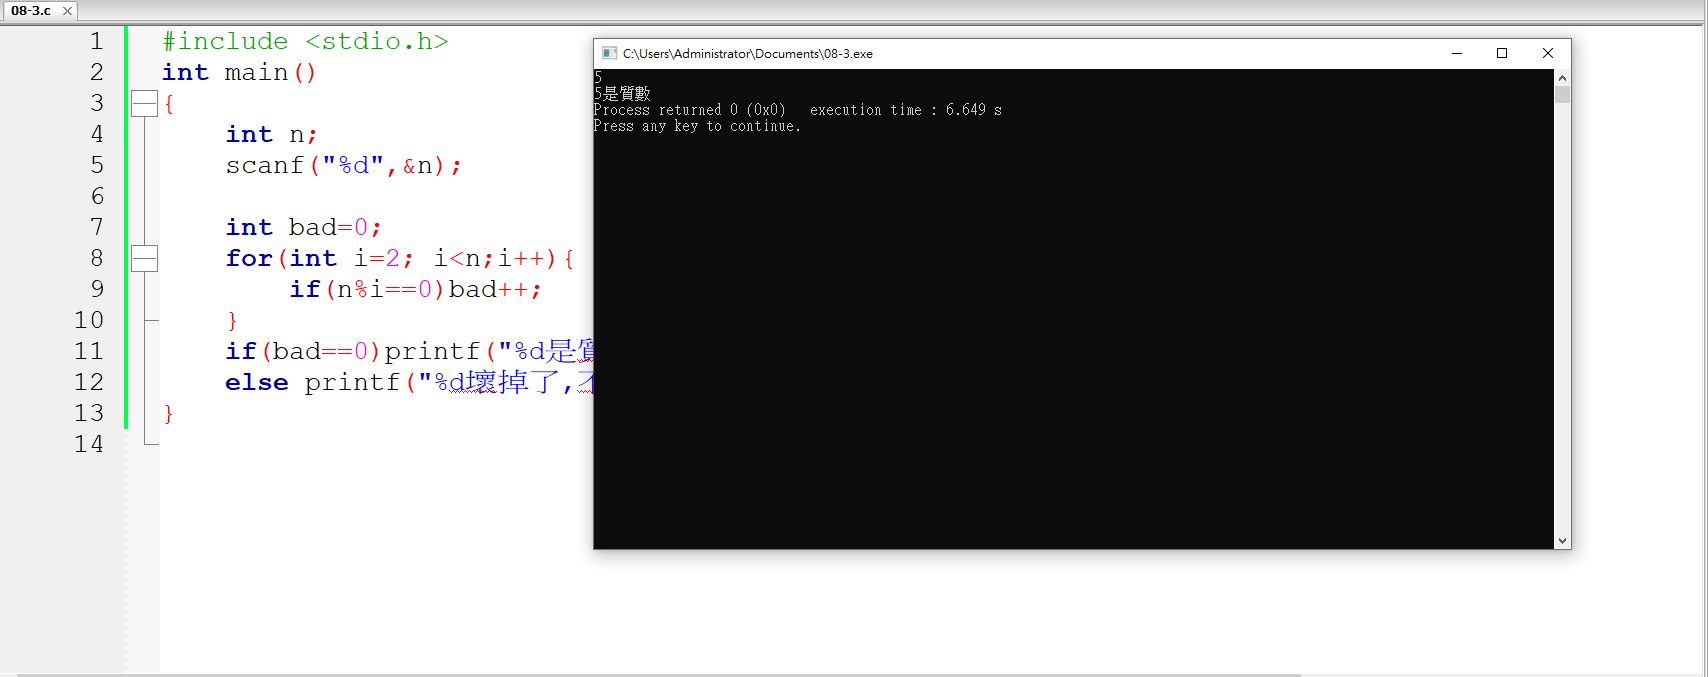 08-3.c
1 #include <stdio.h>
2 int main()
3 {
4 int n;
5 scanf("%d",&n);
6
7 int bad=0;
8 for(int i=2; i<n;i++){
9 if(n%i==0)bad++;
10 }
11 if(bad==0)printf("%d是質
12 else printf("%d壞掉了,不
13 }
14
C:\Users\Administrator\Documents\08-3.exe
5
5是質數
Process returned 0 (0x0) execution time : 6.649 s
Press any key to continue.